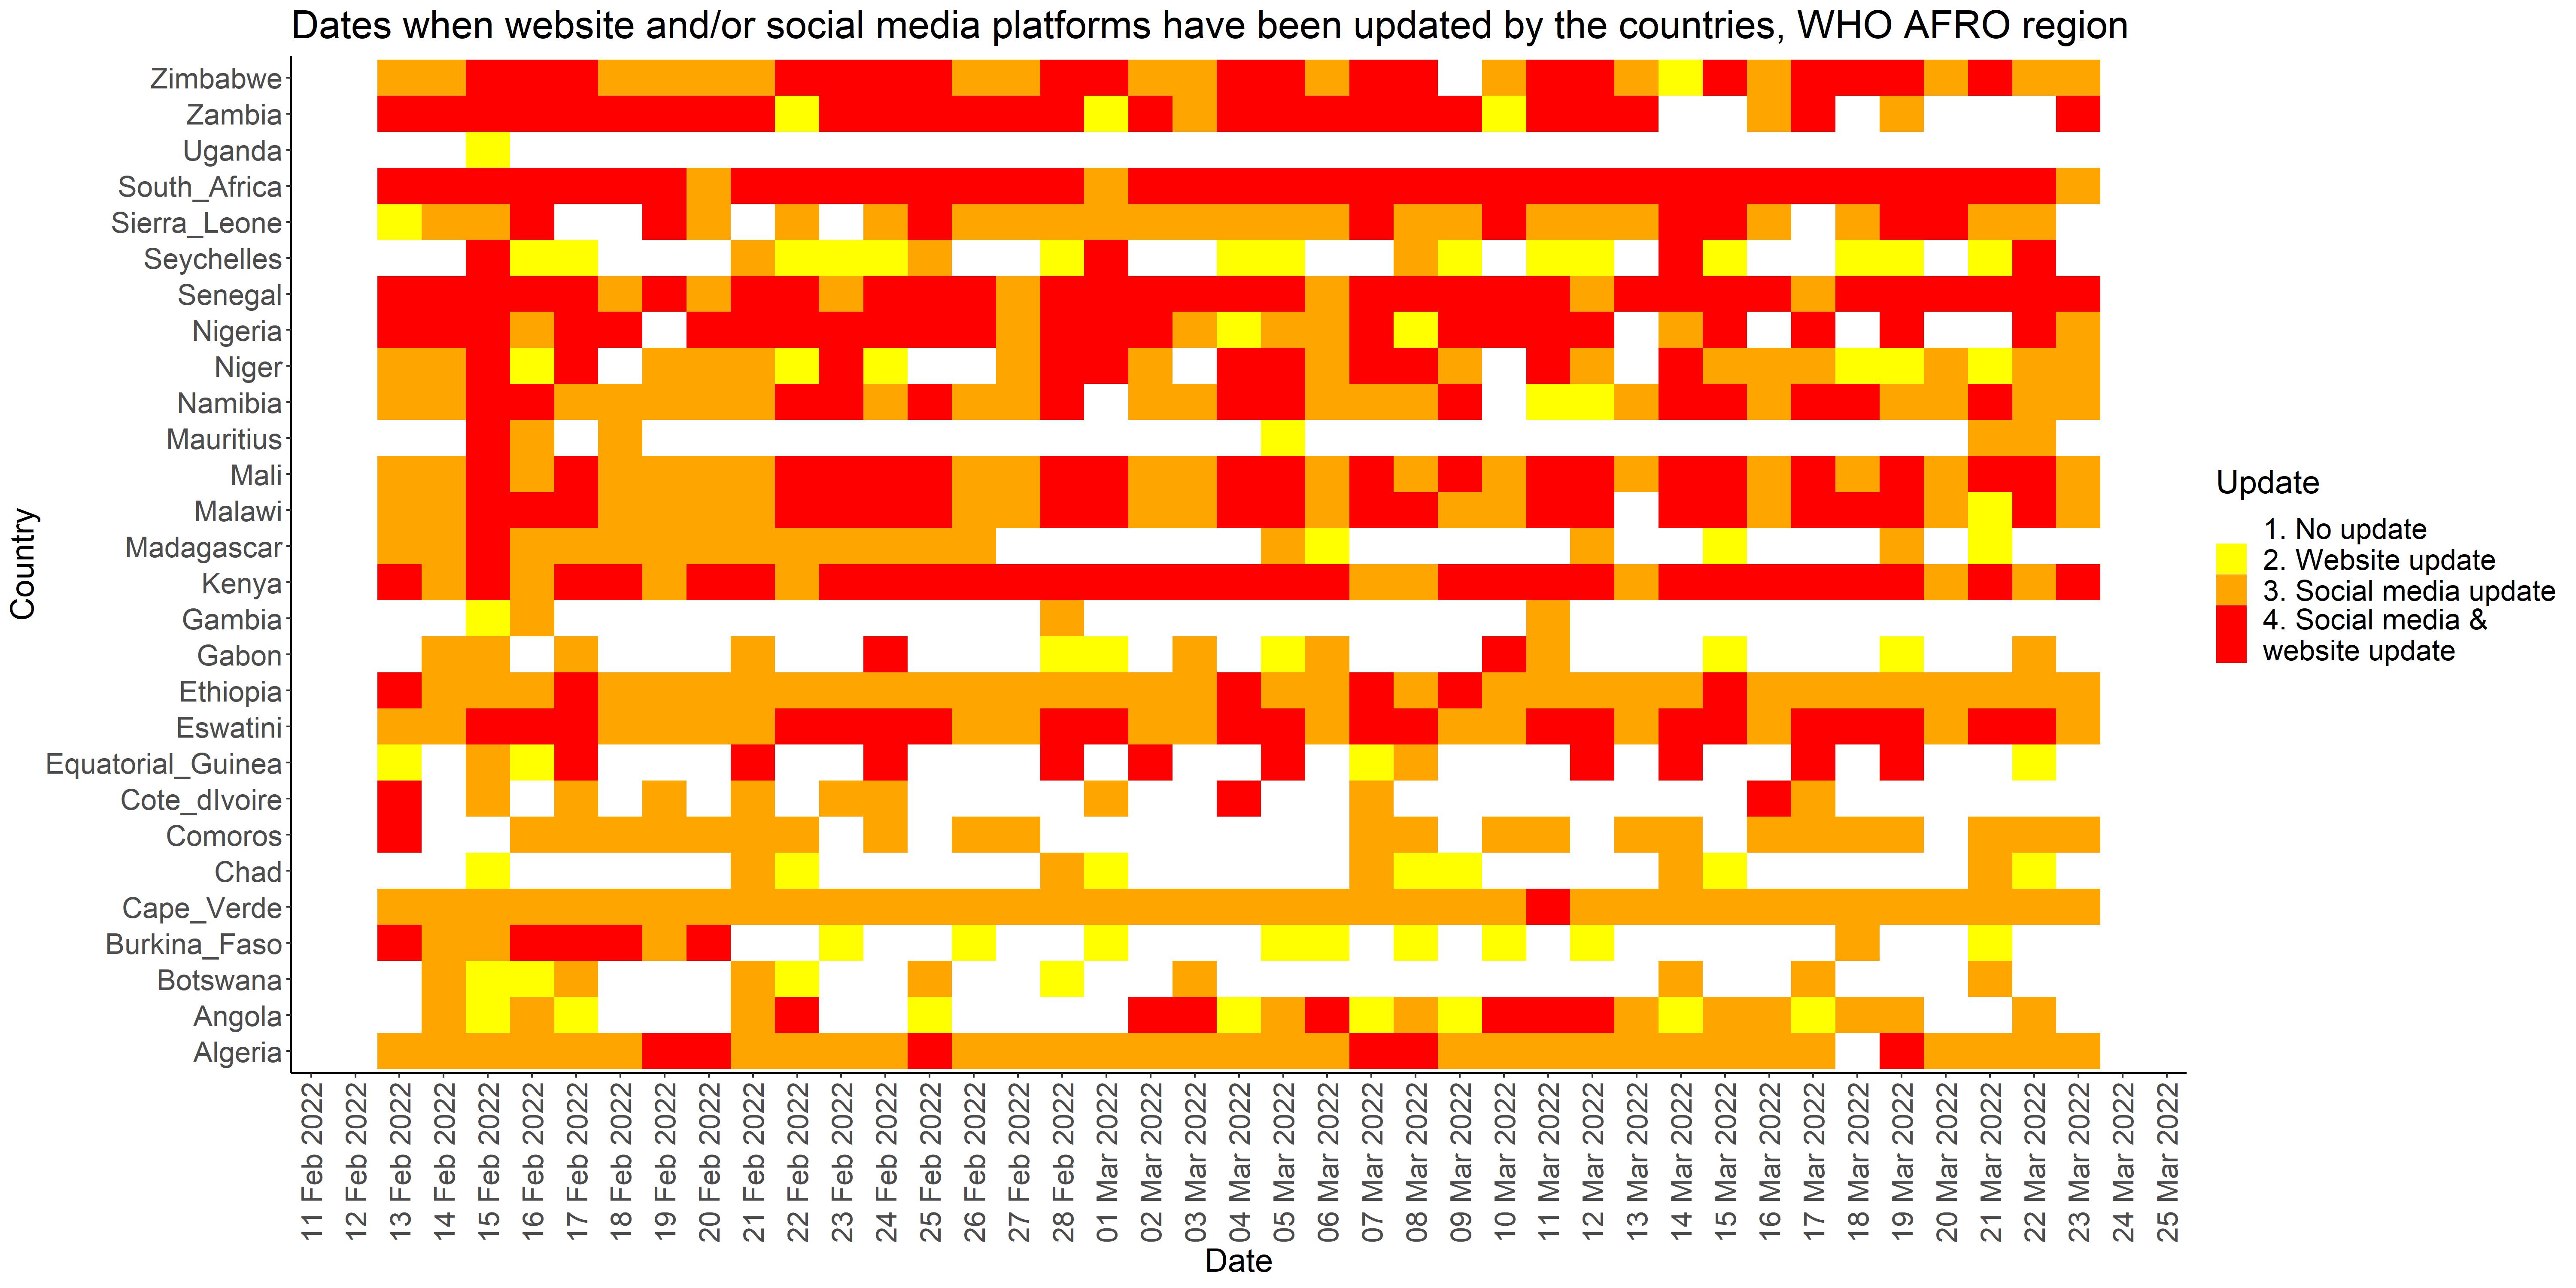 Dates when website and/or social media platforms have been updated by the countries, WHO AFRO region
Country
Zimbabwe
Zambia
Uganda
South_Africa
Sierra_Leone
Seychelles
Senegal
Nigeria
Niger
Namibia
Mauritius
Mali
Malawi
Madagascar
Kenya
Gambia
Gabon
Ethiopia
Eswatini
Equatorial_Guinea
Cote_dIvoire
Comoros
Chad
Cape_Verde
Burkina_Faso
Botswana
Angola
Algeria
11 Feb 2022
12 Feb 2022
13 Feb 2022
14 Feb 2022
15 Feb 2022
16 Feb 2022
17 Feb 2022
18 Feb 2022
19 Feb 2022
20 Feb 2022
21 Feb 2022
22 Feb 2022
23 Feb 2022
24 Feb 2022
25 Feb 2022
26 Feb 2022
27 Feb 2022
28 Feb 2022
01 Mar 2022
02 Mar 2022
03 Mar 2022
04 Mar 2022
05 Mar 2022
06 Mar 2022
07 Mar 2022
08 Mar 2022
09 Mar 2022
10 Mar 2022
11 Mar 2022
12 Mar 2022
13 Mar 2022
14 Mar 2022
15 Mar 2022
16 Mar 2022
17 Mar 2022
18 Mar 2022
19 Mar 2022
20 Mar 2022
21 Mar 2022
22 Mar 2022
23 Mar 2022
24 Mar 2022
25 Mar 2022
Date
Update
1. No update
2. Website update
3. Social media update
4. Social media &
website update